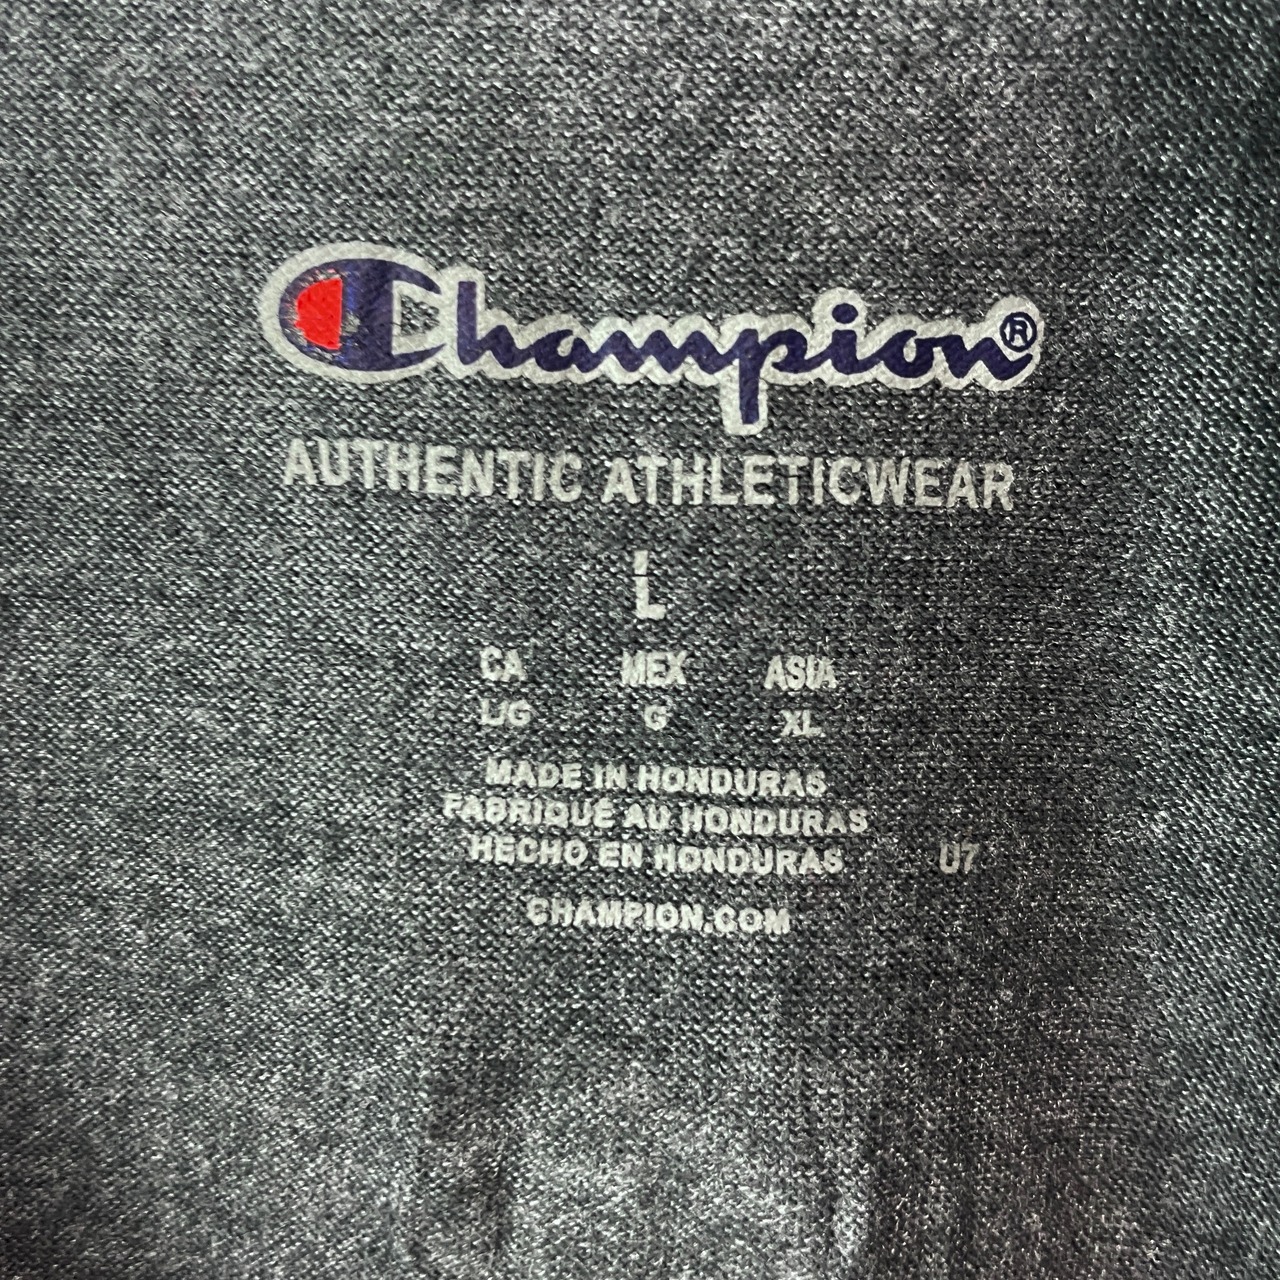 Champion®
AUTHENTIC ATHLETICWEAR
L
CA MEX ASIA
L/G G XL
MADE IN HONDURAS
FABRIQUÉ AU HONDURAS
HECHO EN HONDURAS U7
CHAMPION.COM